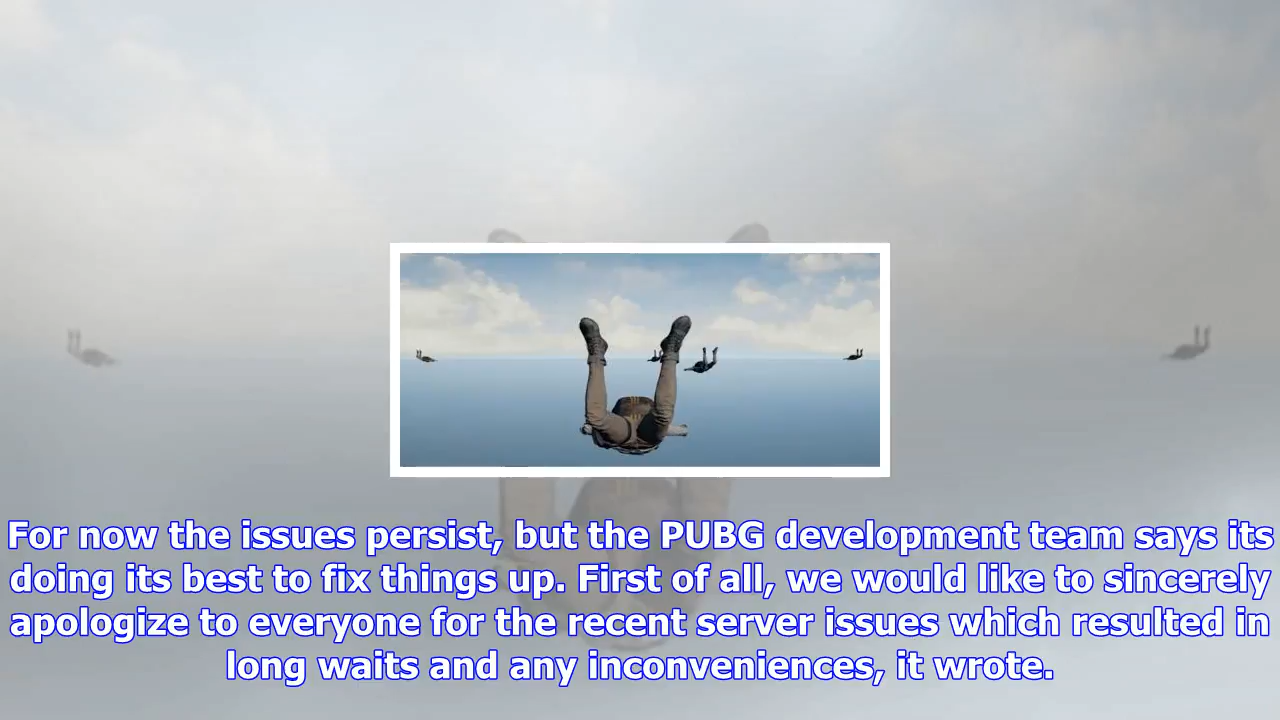 For now the issues persist, but the PUBG development team says its
doing its best to fix things up. First of all, we would like to sincerely
apologize to everyone for the recent server issues which resulted in
long waits and any inconveniences, it wrote.